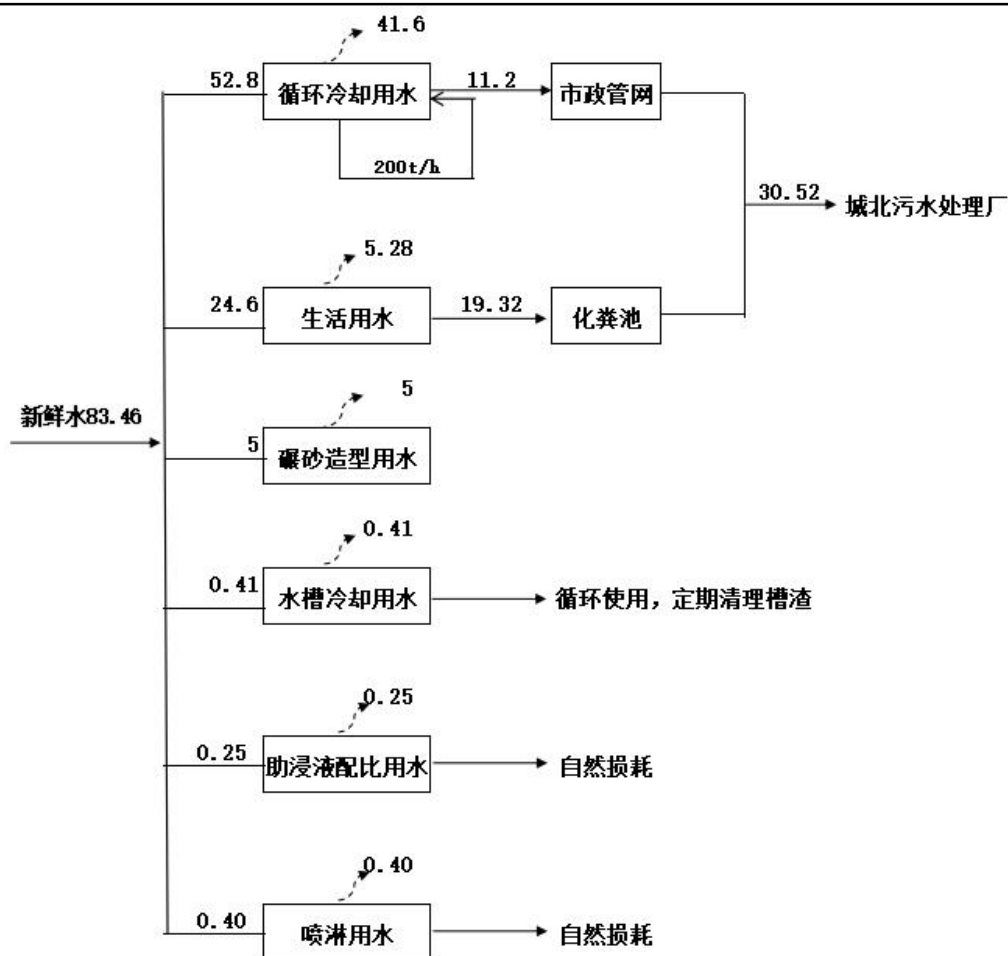 41.6
52.8
循环冷却用水
11.2
市政管网
200t/h
30.52
城北污水处理厂
5.28
24.6
生活用水
19.32
化粪池
5
新鲜水83.46
5
碾砂造型用水
0.41
0.41
水槽冷却用水
循环使用，定期清理槽渣
0.25
0.25
助浸液配比用水
自然损耗
0.40
0.40
喷淋用水
自然损耗